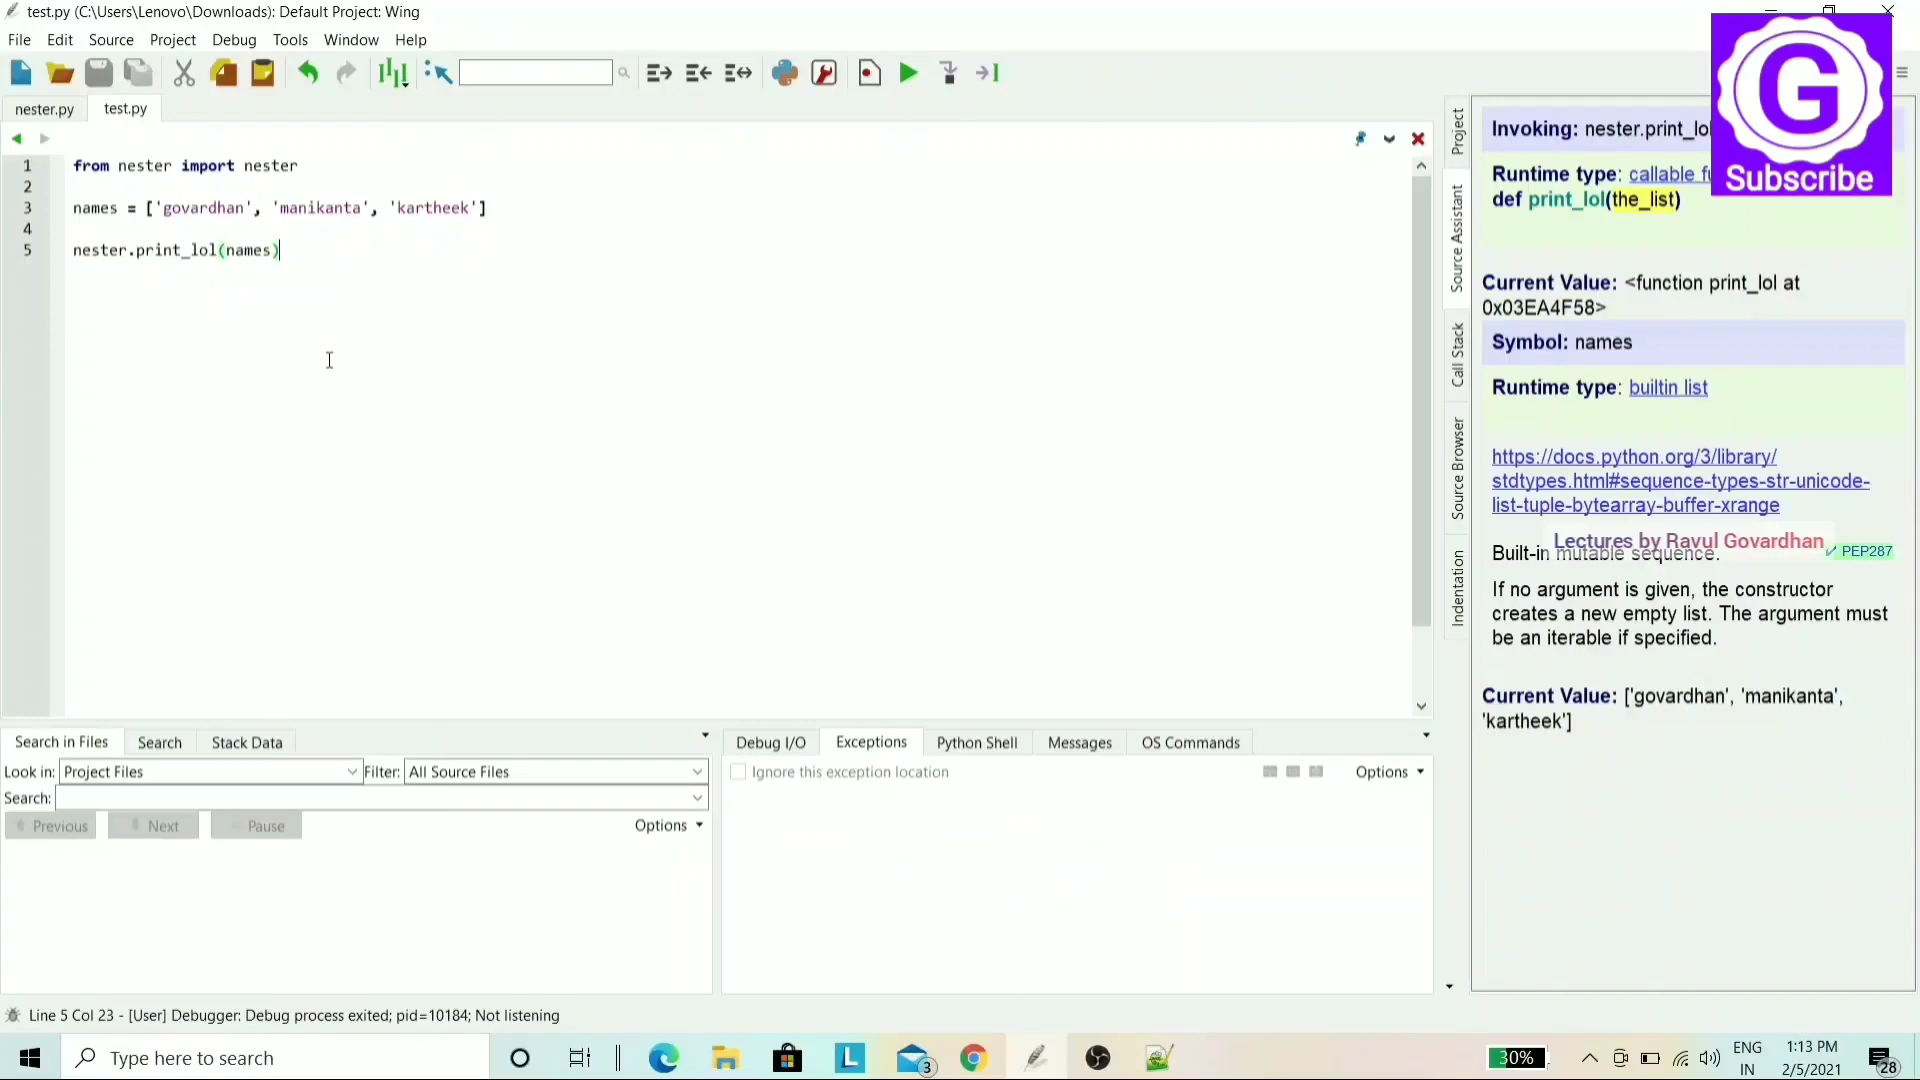 test.py (C:\Users\Lenovo\Downloads): Default Project: Wing
File Edit Source Project Debug Tools Window Help
nester.py test.py
1 from nester import nester
2
3 names = ['govardhan', 'manikanta', 'kartheek']
4
5 nester.print_lol(names)
Project
Source Assistant
Call Stack
Source Browser
Indentation
Invoking: nester.print_lol
Runtime type: callable
def print_lol(the_list)
Current Value: <function print_lol at
0x03EA4F58>
Symbol: names
Runtime type: builtin list
https://docs.python.org/3/library/
stdtypes.html#sequence-types-str-unicode-
list-tuple-bytearray-buffer-xrange
Lectures by Ravul Govardhan
Built-in mutable sequence.
PEP287
If no argument is given, the constructor
creates a new empty list. The argument must
be an iterable if specified.
Current Value: ['govardhan', 'manikanta',
'kartheek']
G
Subscribe
Search in Files Search Stack Data
Look in: Project Files Filter: All Source Files
Search:
Previous Next Pause Options
Debug I/O Exceptions Python Shell Messages OS Commands
Ignore this exception location Options
Line 5 Col 23 - [User] Debugger: Debug process exited; pid=10184; Not listening
Type here to search
L
3
30%
ENG
IN
1:13 PM
2/5/2021
28